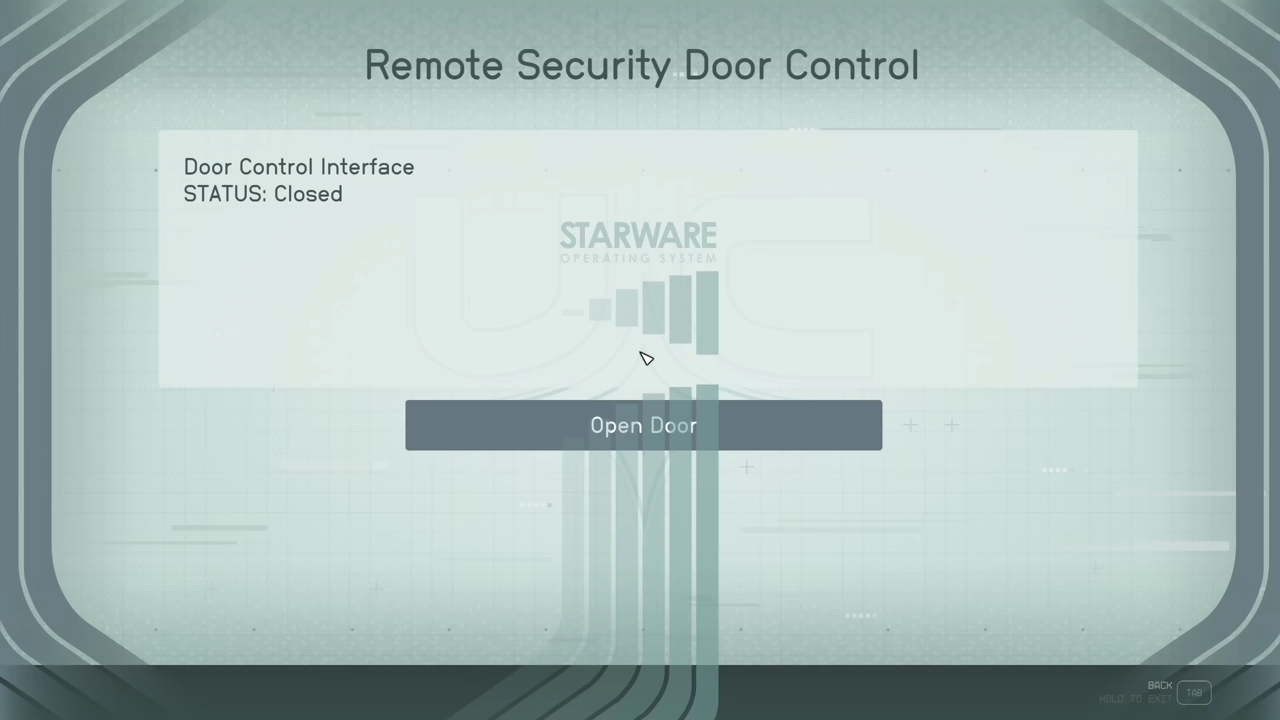 Remote Security Door Control
Door Control Interface
STATUS: Closed
STARWARE
OPERATING SYSTEM
UC
Open Door
BACK
HOLD TO EXIT
TAB